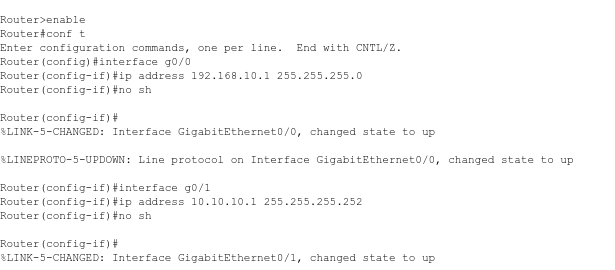 Router>enable
Router#conf t
Enter configuration commands, one per line.  End with CNTL/Z.
Router(config)#interface g0/0
Router(config-if)#ip address 192.168.10.1 255.255.255.0
Router(config-if)#no sh
Router(config-if)#
%LINK-5-CHANGED: Interface GigabitEthernet0/0, changed state to up
%LINEPROTO-5-UPDOWN: Line protocol on Interface GigabitEthernet0/0, changed state to up
Router(config-if)#interface g0/1
Router(config-if)#ip address 10.10.10.1 255.255.255.252
Router(config-if)#no sh
Router(config-if)#
%LINK-5-CHANGED: Interface GigabitEthernet0/1, changed state to up